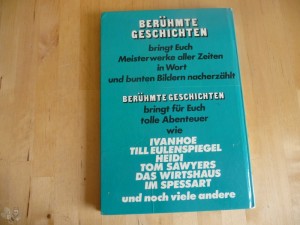 BERÜHMTE
GESCHICHTEN
bringt Euch
Meisterwerke aller Zeiten
in Wort
und bunten Bildern nacherzählt
BERÜHMTE GESCHICHTEN
bringt für Euch
tolle Abenteuer
wie
IVANHOE
TILL EULENSPIEGEL
HEIDI
TOM SAWYERS
DAS WIRTSHAUS
IM SPESSART
und noch viele andere